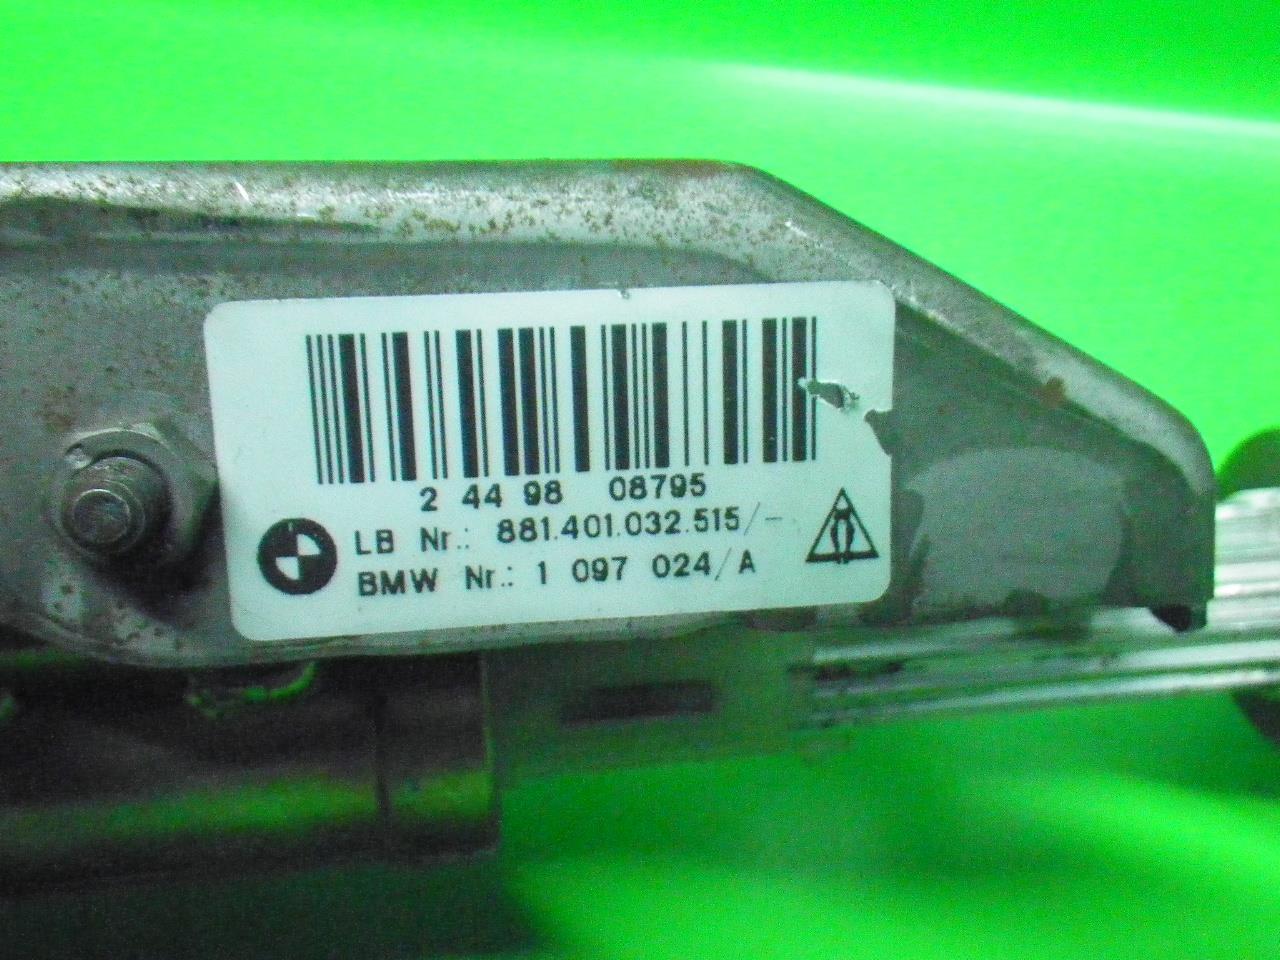 2 44 98 08795
LB Nr.: 881.401.032.515/-
BMW Nr.: 1 097 024/A